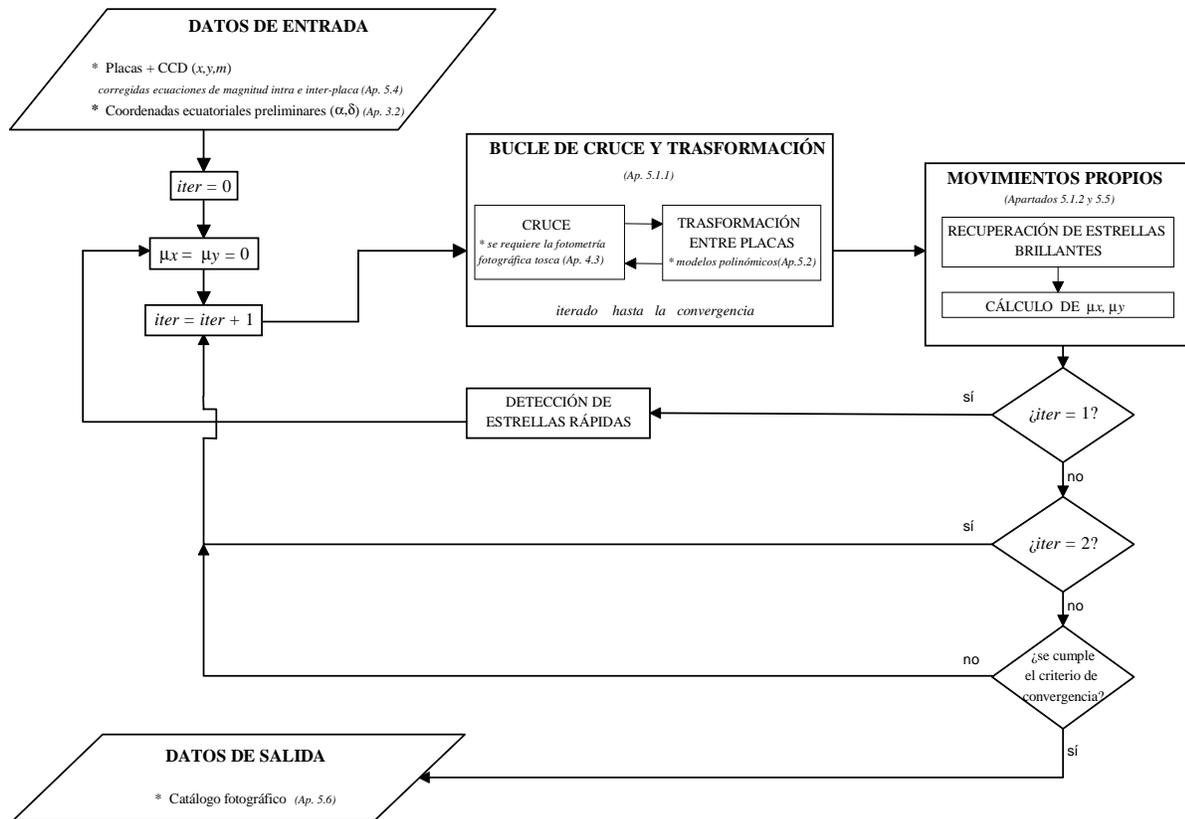 DATOS DE ENTRADA
* Placas + CCD (x,y,m)
corregidas ecuaciones de magnitud intra e inter-placa (Ap. 5.4)
* Coordenadas ecuatoriales preliminares (α,δ) (Ap. 3.2)
iter = 0
μx = μy = 0
iter = iter + 1
BUCLE DE CRUCE Y TRASFORMACIÓN
(Ap. 5.1.1)
CRUCE
* se requiere la fotometría
fotográfica tosca (Ap. 4.3)
TRASFORMACIÓN
ENTRE PLACAS
* modelos polinómicos(Ap.5.2)
iterado hasta la convergencia
MOVIMIENTOS PROPIOS
(Apartados 5.1.2 y 5.5)
RECUPERACIÓN DE ESTRELLAS
BRILLANTES
CÁLCULO DE μx, μy
¿iter = 1?
sí
no
DETECCIÓN DE
ESTRELLAS RÁPIDAS
¿iter = 2?
sí
no
¿se cumple
el criterio de
convergencia?
no
sí
DATOS DE SALIDA
* Catálogo fotográfico (Ap. 5.6)